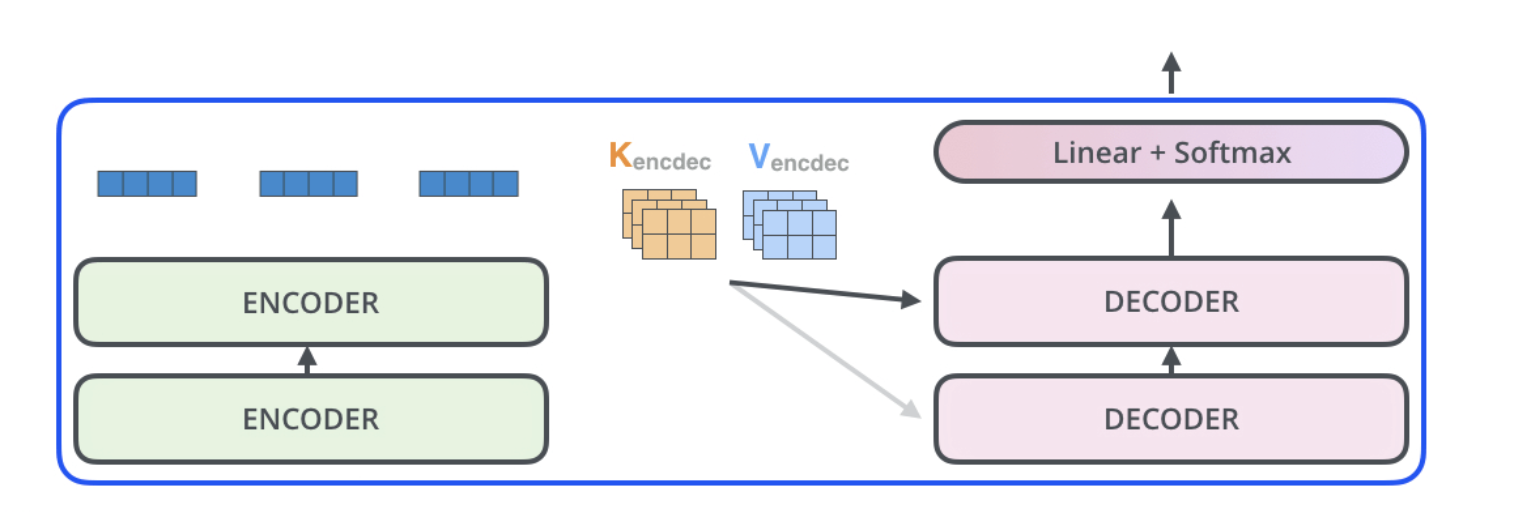 Kencdec
Vencdec
Linear + Softmax
ENCODER
DECODER
ENCODER
DECODER